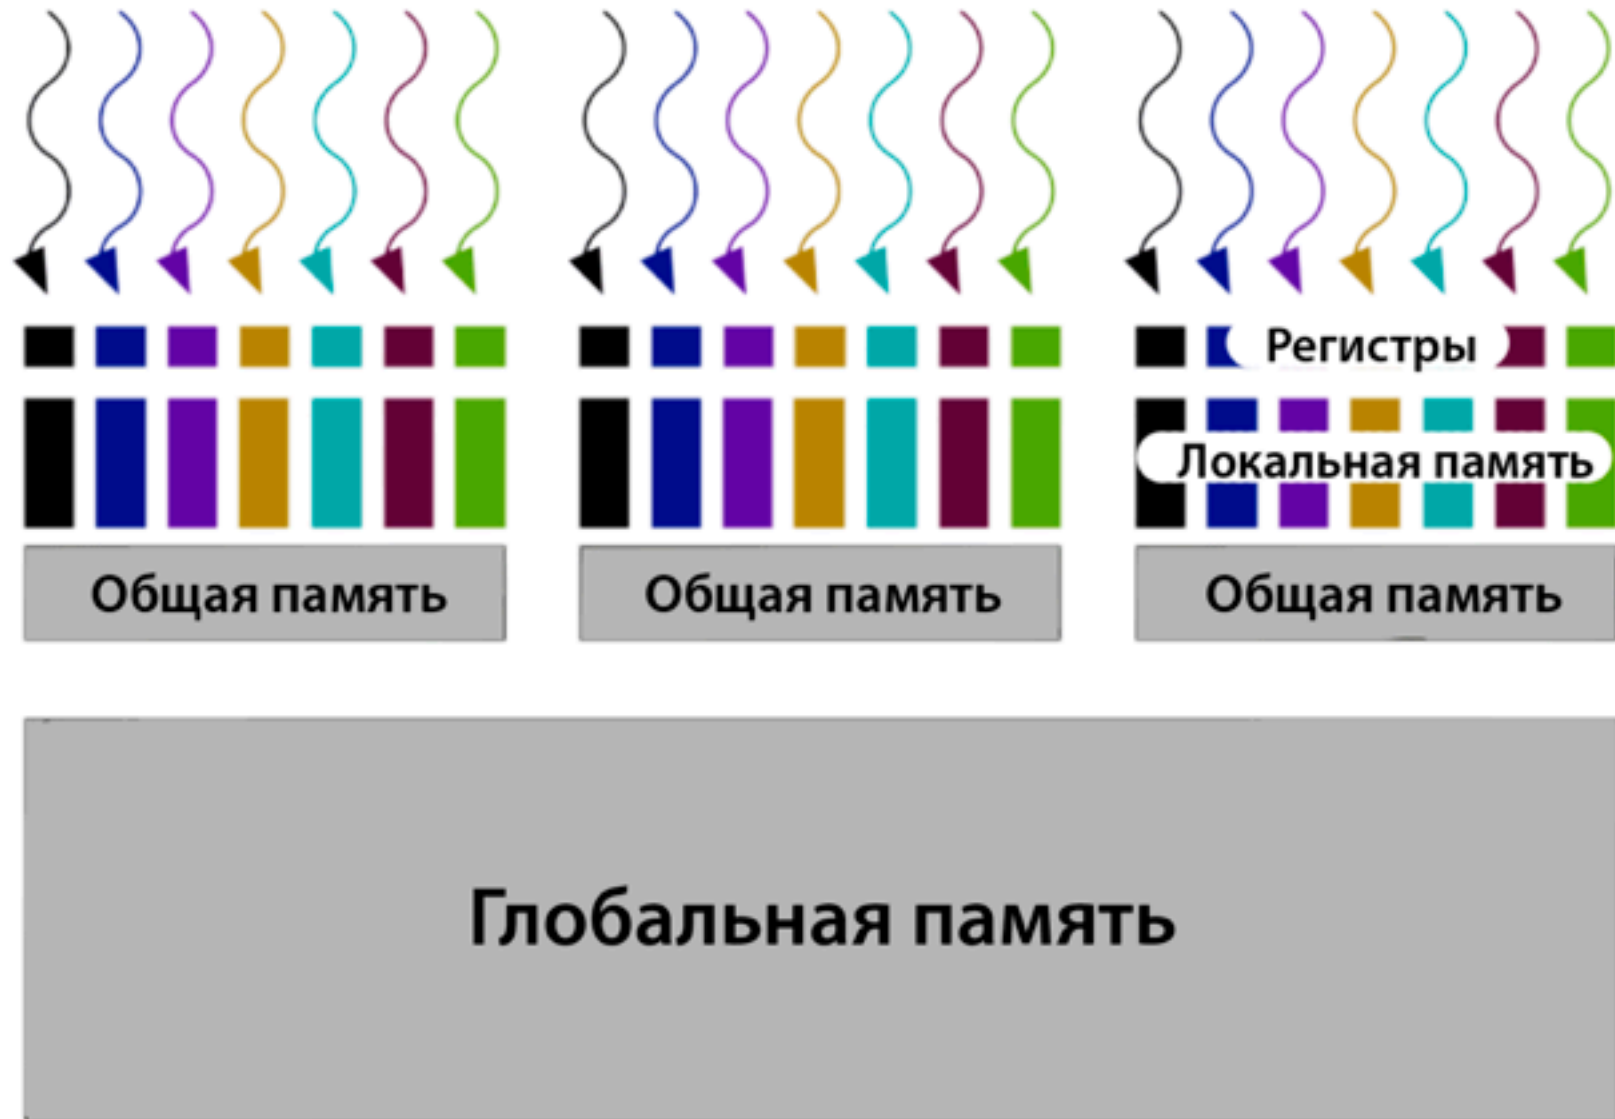 Регистры
Локальная память
Общая память
Общая память
Общая память
Глобальная память